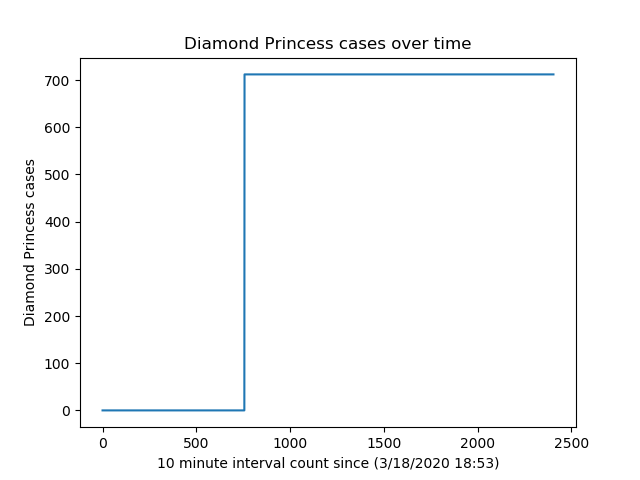 Diamond Princess cases over time
700
600
500
400
300
200
100
0
Diamond Princess cases
0 500 1000 1500 2000 2500
10 minute interval count since (3/18/2020 18:53)